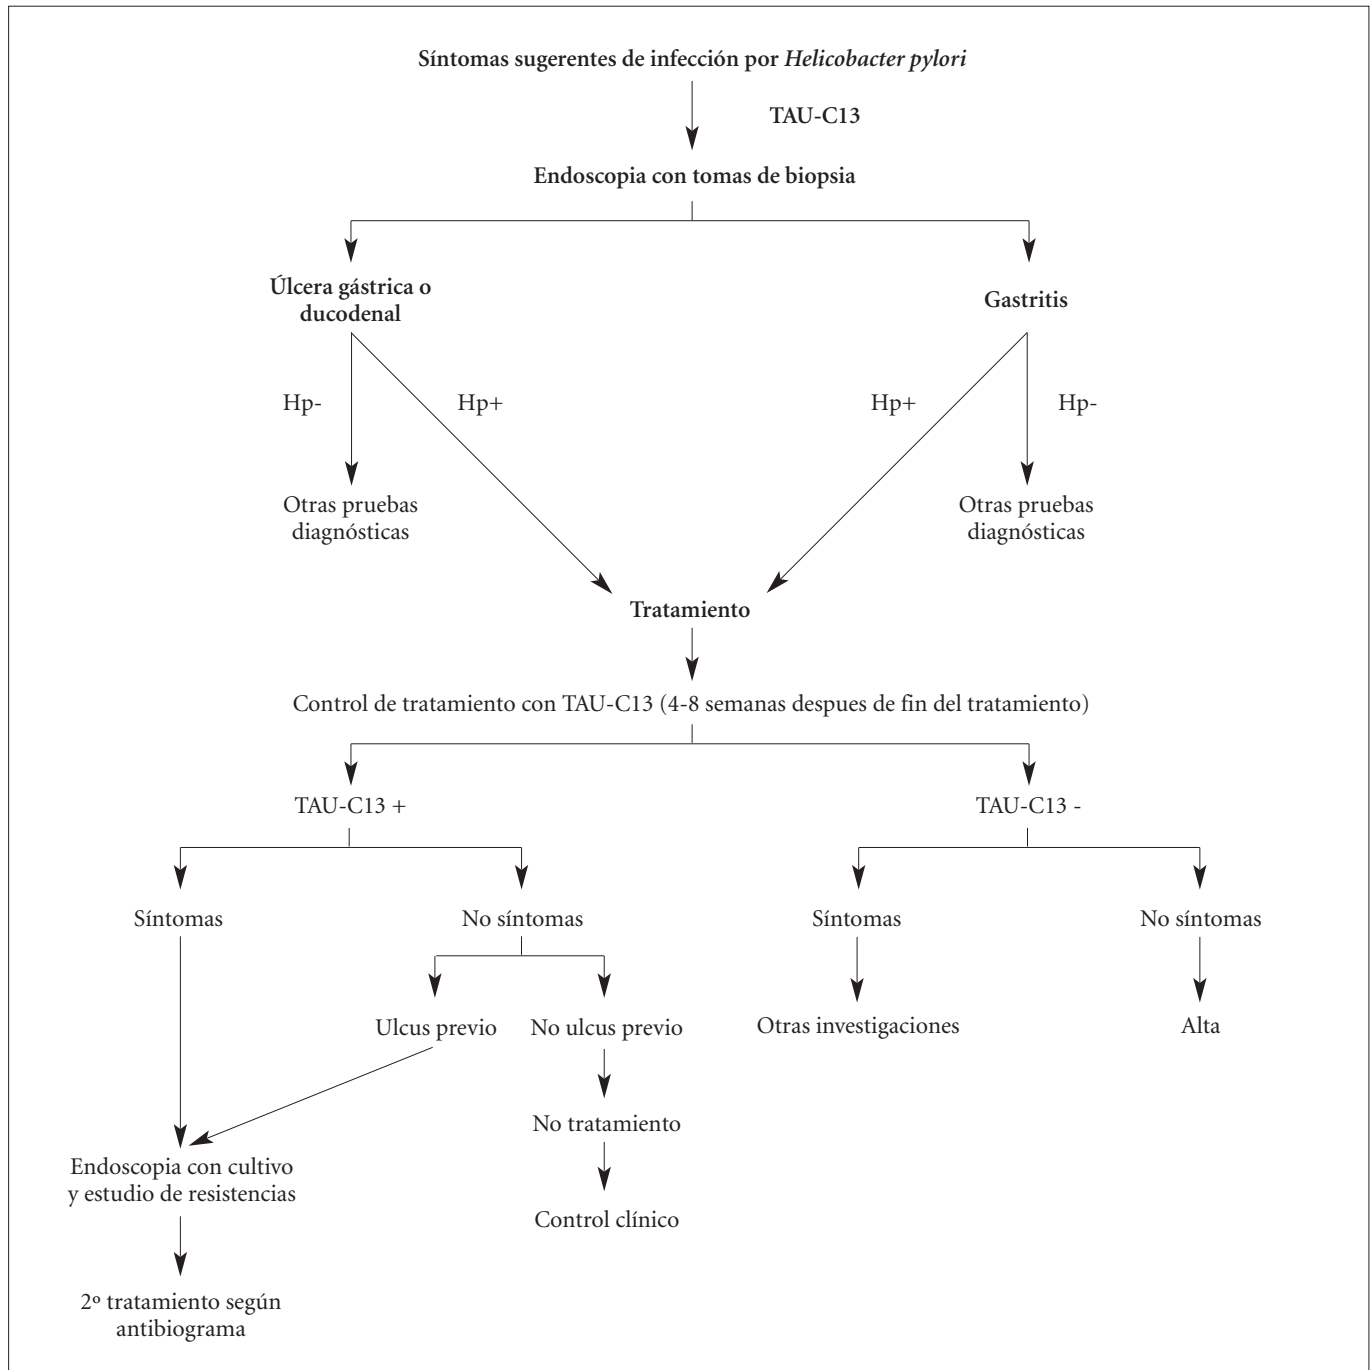 Síntomas sugerentes de infección por Helicobacter pylori
TAU-C13
Endoscopia con tomas de biopsia
Úlcera gástrica o
ducodenal
Gastritis
Hp-
Hp+
Hp+
Hp-
Otras pruebas
diagnósticas
Otras pruebas
diagnósticas
Tratamiento
Control de tratamiento con TAU-C13 (4-8 semanas despues de fin del tratamiento)
TAU-C13 +
TAU-C13 -
Síntomas
No síntomas
Síntomas
No síntomas
Ulcus previo
No ulcus previo
Otras investigaciones
Alta
No tratamiento
Endoscopia con cultivo
y estudio de resistencias
Control clínico
2º tratamiento según
antibiograma